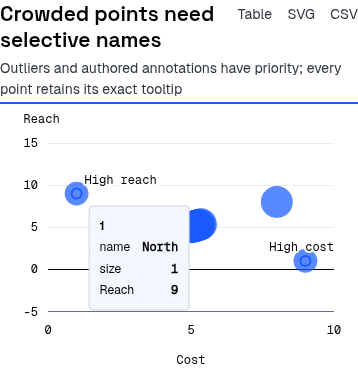 Crowded points need
selective names
Table SVG CSV
Outliers and authored annotations have priority; every
point retains its exact tooltip
Reach
15
High reach
10
1
name North
size 1
Reach 9
5
High cost
0
-5
0 5 10
Cost